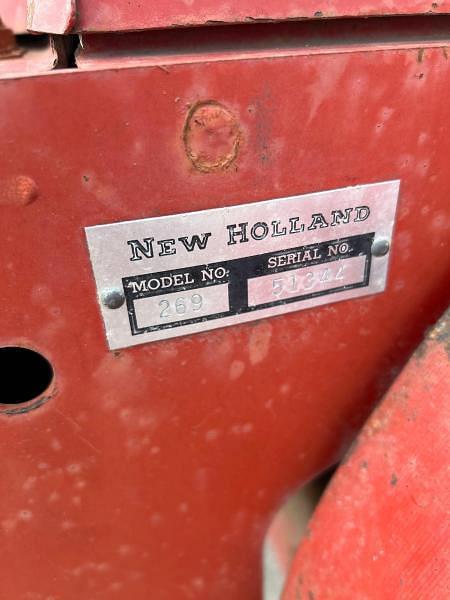 NEW HOLLAND
MODEL NO. SERIAL NO.
269 51344